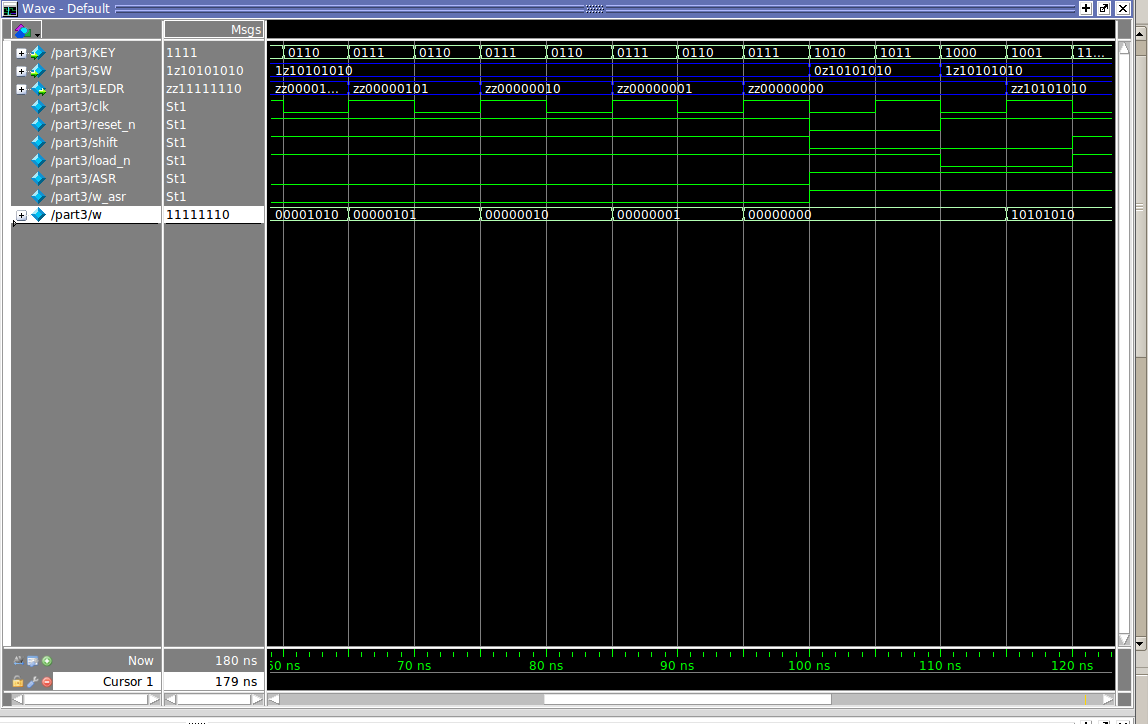 Wave - Default
Msgs
/part3/KEY 1111 0110 0111 0110 0111 0110 0111 0110 0111 1010 1011 1000 1001 11...
/part3/SW 1z10101010 1z10101010 0z10101010 1z10101010
/part3/LEDR zz11111110 zz00001... zz00000101 zz00000010 zz00000001 zz00000000 zz10101010
/part3/clk St1
/part3/reset_n St1
/part3/shift St1
/part3/load_n St1
/part3/ASR St1
/part3/w_asr St1
/part3/w 11111110 00001010 00000101 00000010 00000001 00000000 10101010
Now 180 ns 60 ns 70 ns 80 ns 90 ns 100 ns 110 ns 120 ns
Cursor 1 179 ns